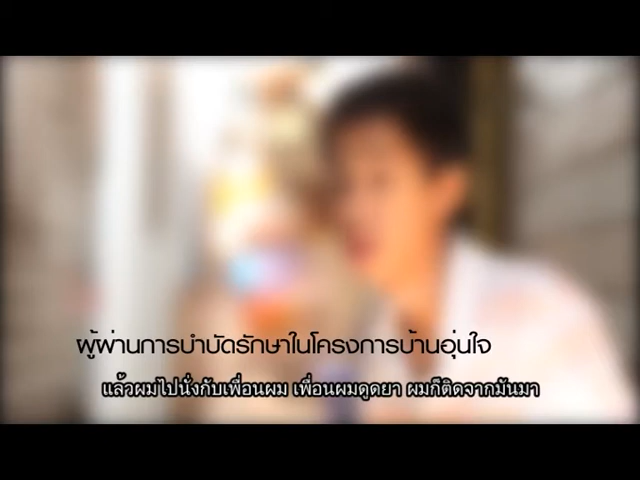 ผู้ผ่านการบำบัดรักษาในโครงการบ้านอุ่นใจ
แล้วผมไปนั่งกับเพื่อนผม เพื่อนผมดูดยา ผมก็ติดจากมันมา